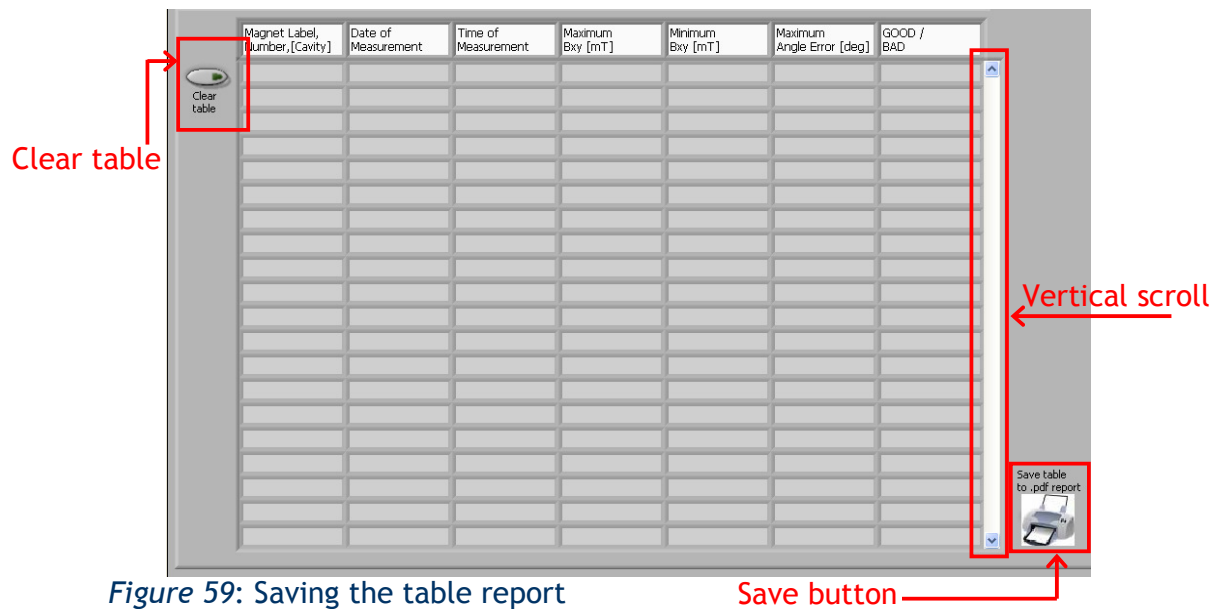 Magnet Label,
Number,[Cavity]
Date of
Measurement
Time of
Measurement
Maximum
Bxy [mT]
Minimum
Bxy [mT]
Maximum
Angle Error [deg]
GOOD /
BAD
Clear
table
Clear table
Vertical scroll
Save table
to .pdf report
Figure 59: Saving the table report
Save button